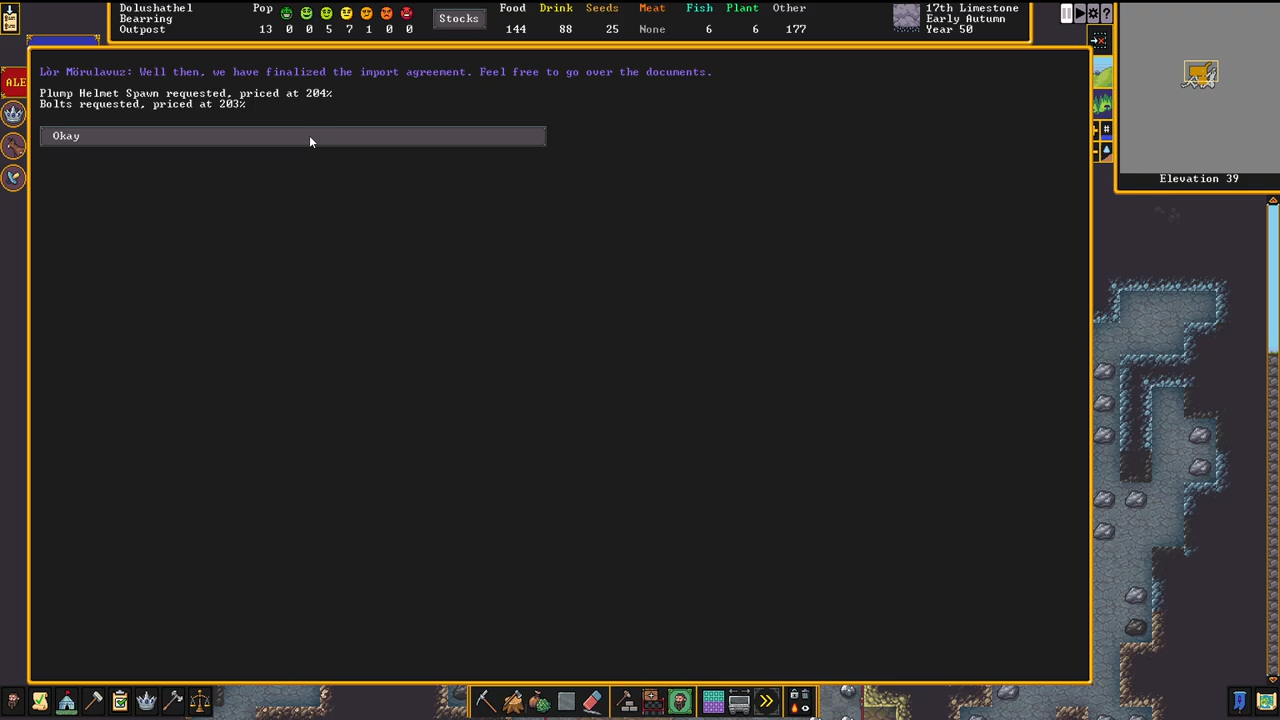 Dolushathel
Bearring
Outpost
Pop
13 0 0 5 7 1 0 0
Stocks
Food Drink Seeds Meat Fish Plant Other
144 88 25 None 6 6 177
17th Limestone
Early Autumn
Year 50
ALE
Lòr Mörulavuz: Well then, we have finalized the import agreement. Feel free to go over the documents.
Plump Helmet Spawn requested, priced at 204%
Bolts requested, priced at 203%
Okay
Elevation 39